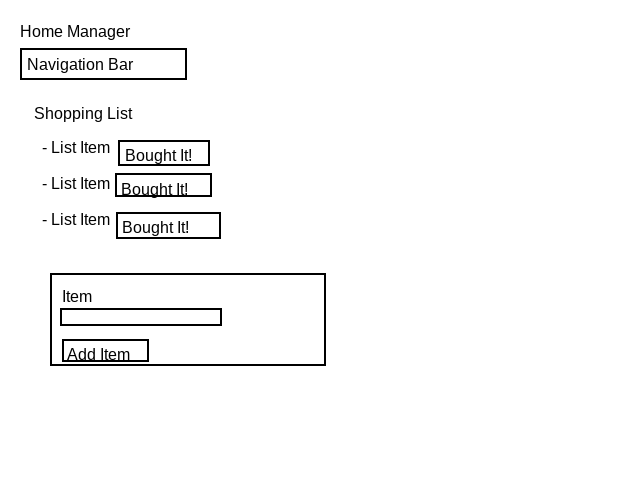 Home Manager
Navigation Bar
Shopping List
- List Item Bought It!
- List Item Bought It!
- List Item Bought It!
Item
Add Item